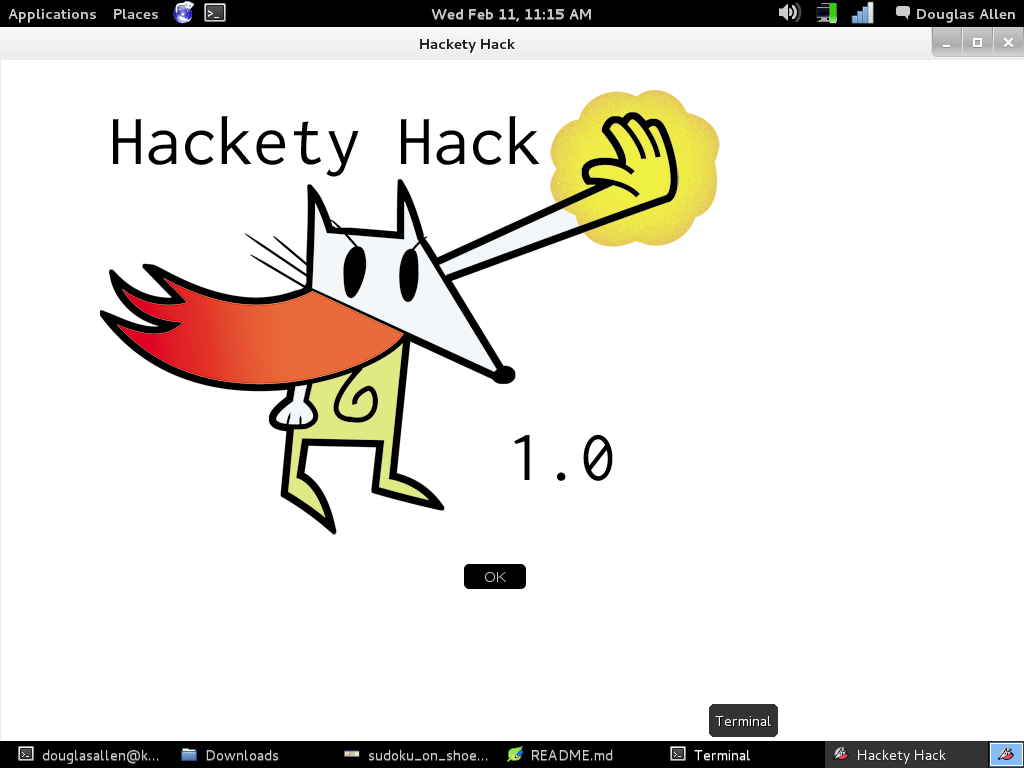 Applications Places Wed Feb 11, 11:15 AM Douglas Allen
Hackety Hack
Hackety Hack
1.0
OK
Terminal
douglasallen@k... Downloads sudoku_on_shoe... README.md Terminal Hackety Hack